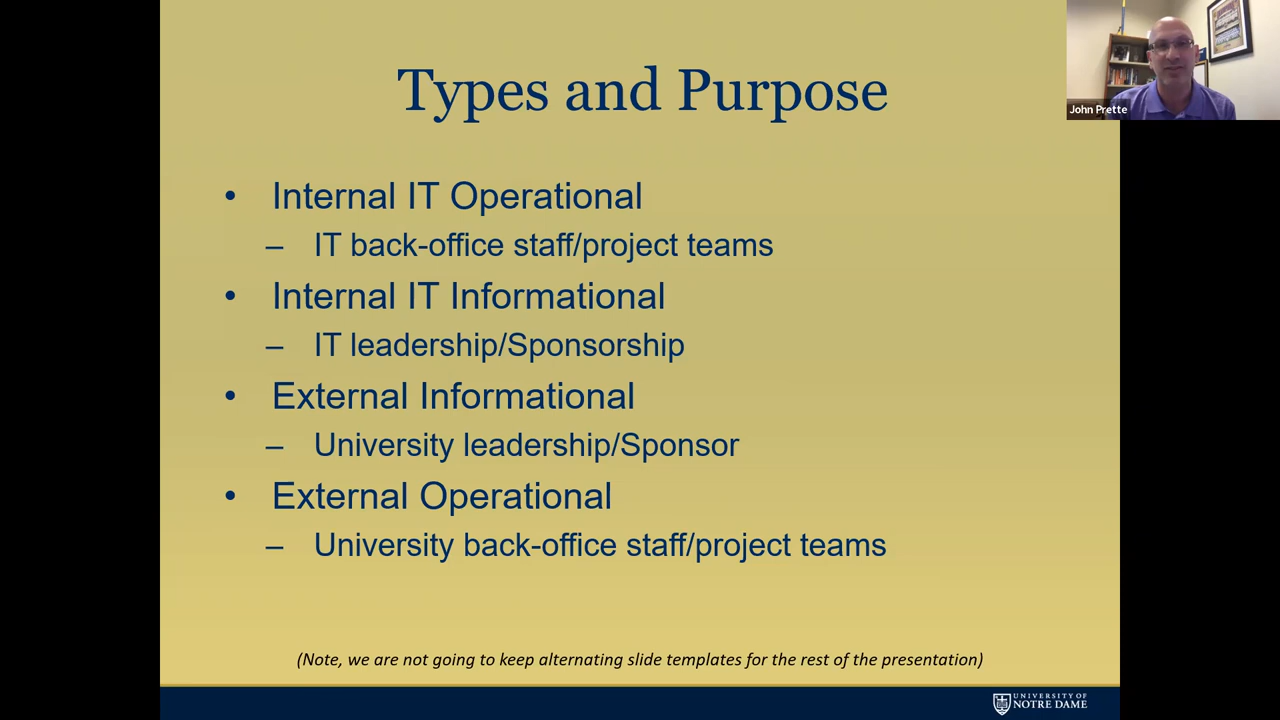 Types and Purpose
John Prette
• Internal IT Operational
– IT back-office staff/project teams
• Internal IT Informational
– IT leadership/Sponsorship
• External Informational
– University leadership/Sponsor
• External Operational
– University back-office staff/project teams
(Note, we are not going to keep alternating slide templates for the rest of the presentation)
UNIVERSITY OF
NOTRE DAME